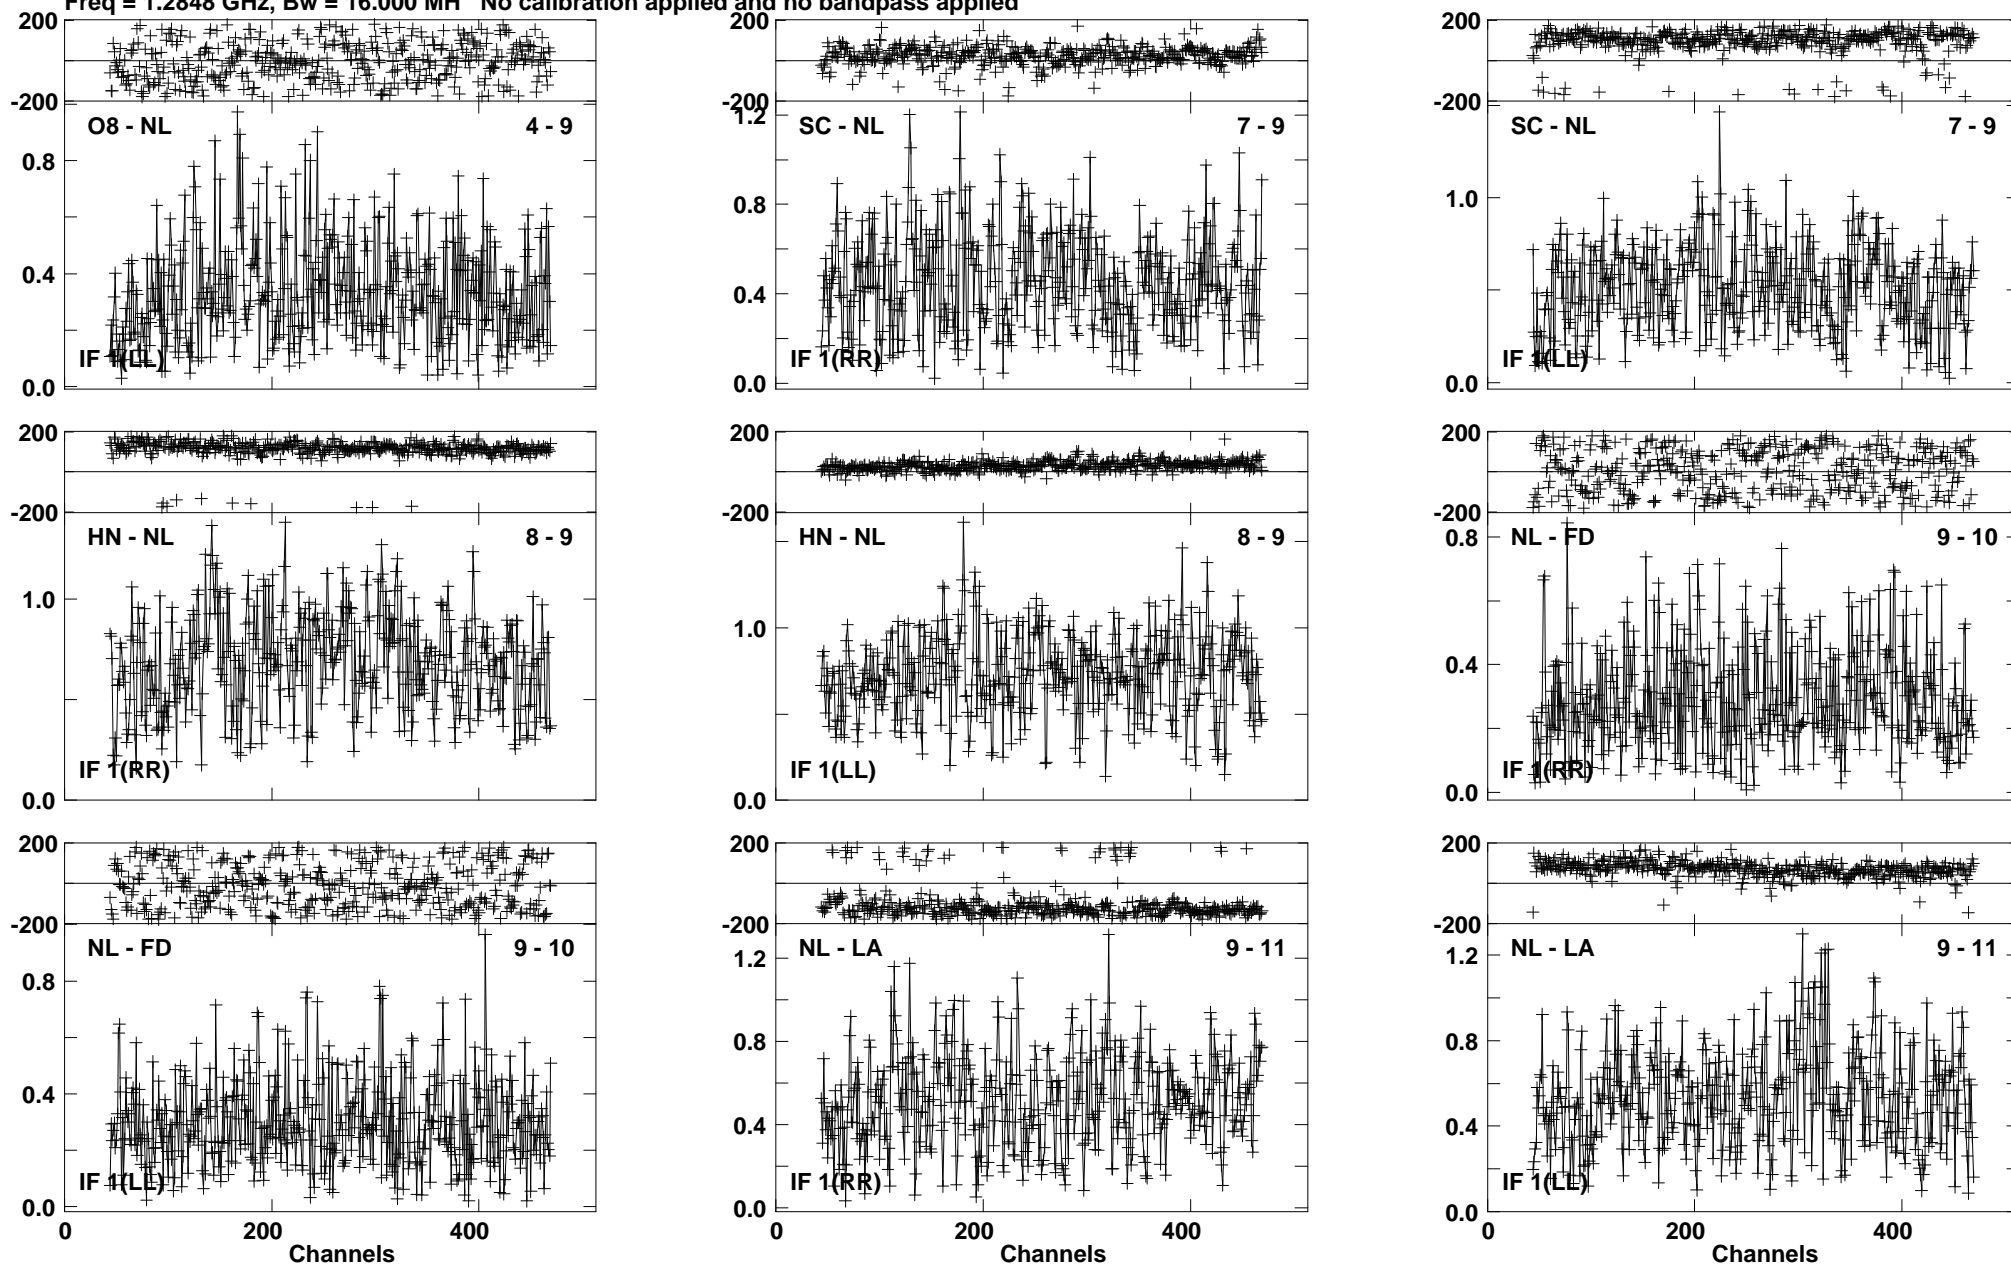 Freq = 1.2848 GHz, Bw = 16.000 MH   No calibration applied and no bandpass applied
200
-200
O8 - NL 4 - 9
0.8
0.4
0.0
IF 1(LL)
200
-200
1.2
SC - NL 7 - 9
0.8
0.4
0.0
IF 1(RR)
200
-200
SC - NL 7 - 9
1.0
0.0
IF 1(LL)
200
-200
HN - NL 8 - 9
1.0
0.0
IF 1(RR)
200
-200
HN - NL 8 - 9
1.0
0.0
IF 1(LL)
200
-200
0.8
NL - FD 9 - 10
0.4
0.0
IF 1(RR)
200
-200
NL - FD 9 - 10
0.8
0.4
0.0
IF 1(LL)
0 200 400
Channels
200
-200
NL - LA 9 - 11
1.2
0.8
0.4
0.0
IF 1(RR)
0 200 400
Channels
200
-200
NL - LA 9 - 11
1.2
0.8
0.4
0.0
IF 1(LL)
0 200 400
Channels